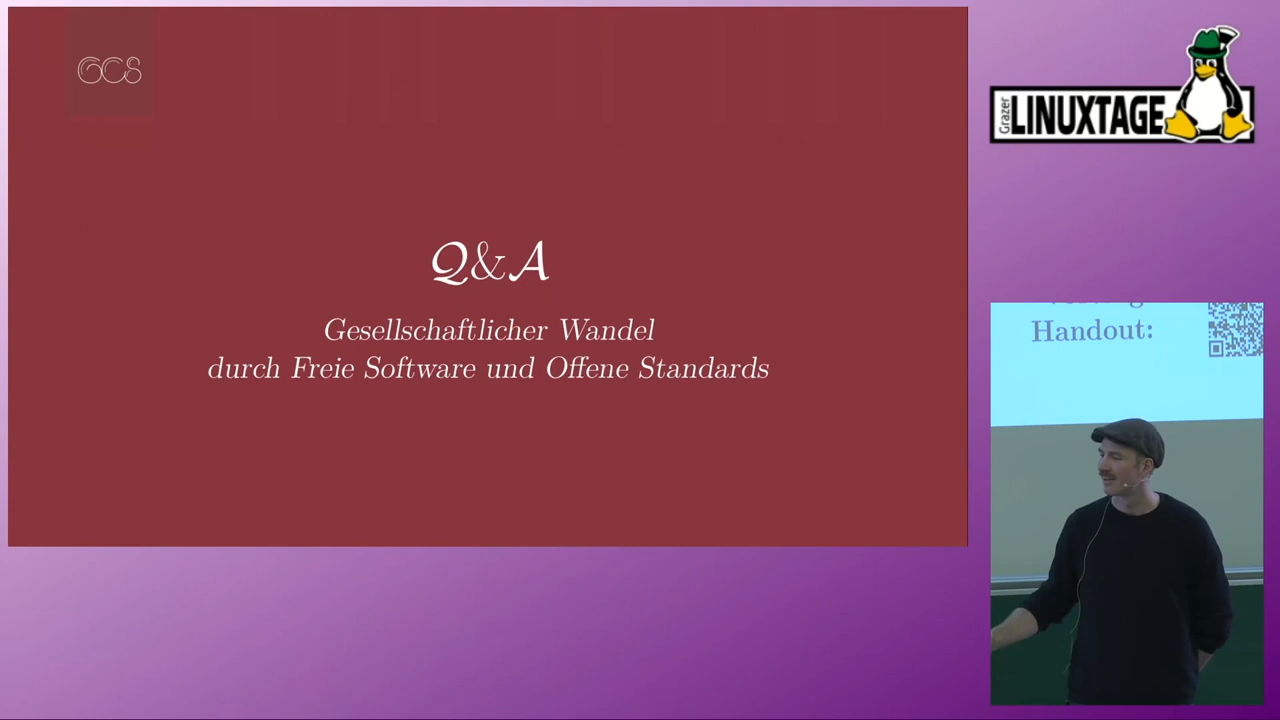 GCS
Q&A
Gesellschaftlicher Wandel
durch Freie Software und Offene Standards
Grazer
LINUXTAGE
Handout: